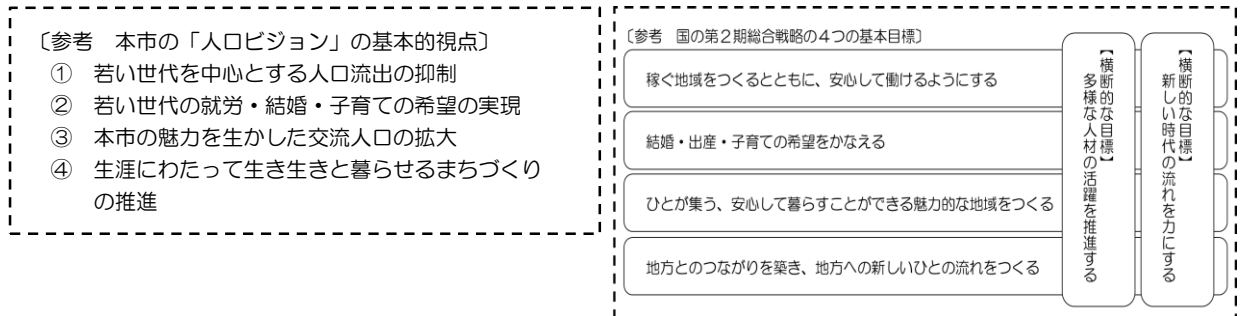 〔参考　本市の「人口ビジョン」の基本的視点〕
①　若い世代を中心とする人口流出の抑制
②　若い世代の就労・結婚・子育ての希望の実現
③　本市の魅力を生かした交流人口の拡大
④　生涯にわたって生き生きと暮らせるまちづくり
の推進
〔参考　国の第２期総合戦略の４つの基本目標〕
稼ぐ地域をつくるとともに、安心して働けるようにする
結婚・出産・子育ての希望をかなえる
ひとが集う、安心して暮らすことができる魅力的な地域をつくる
地方とのつながりを築き、地方への新しいひとの流れをつくる
【横断的な目標】
多様な人材の活躍を推進する
【横断的な目標】
新しい時代の流れを力にする